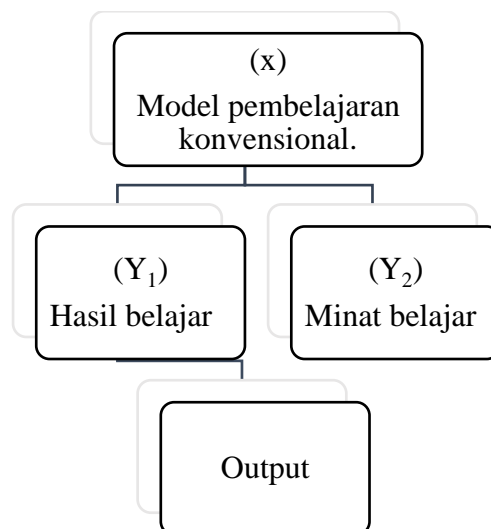 (x)
Model pembelajaran
konvensional.
(Y₁)
Hasil belajar
(Y₂)
Minat belajar
Output